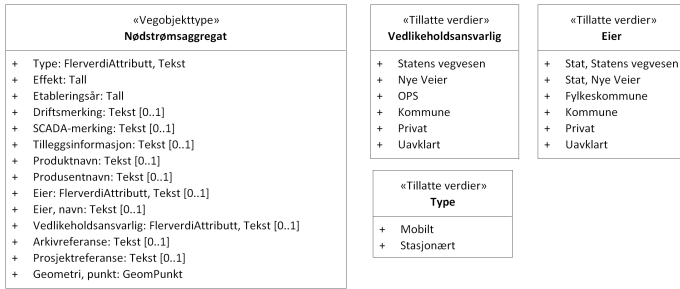 «Vegobjekttype»
Nødstrømsaggregat
+ Type: FlerverdiAttributt, Tekst
+ Effekt: Tall
+ Etableringsår: Tall
+ Driftsmerking: Tekst [0..1]
+ SCADA-merking: Tekst [0..1]
+ Tilleggsinformasjon: Tekst [0..1]
+ Produktnavn: Tekst [0..1]
+ Produsentnavn: Tekst [0..1]
+ Eier: FlerverdiAttributt, Tekst [0..1]
+ Eier, navn: Tekst [0..1]
+ Vedlikeholdsansvarlig: FlerverdiAttributt, Tekst [0..1]
+ Arkivreferanse: Tekst [0..1]
+ Prosjektreferanse: Tekst [0..1]
+ Geometri, punkt: GeomPunkt
«Tillatte verdier»
Vedlikeholdsansvarlig
+ Statens vegvesen
+ Nye Veier
+ OPS
+ Kommune
+ Privat
+ Uavklart
«Tillatte verdier»
Eier
+ Stat, Statens vegvesen
+ Stat, Nye Veier
+ Fylkeskommune
+ Kommune
+ Privat
+ Uavklart
«Tillatte verdier»
Type
+ Mobilt
+ Stasjonært